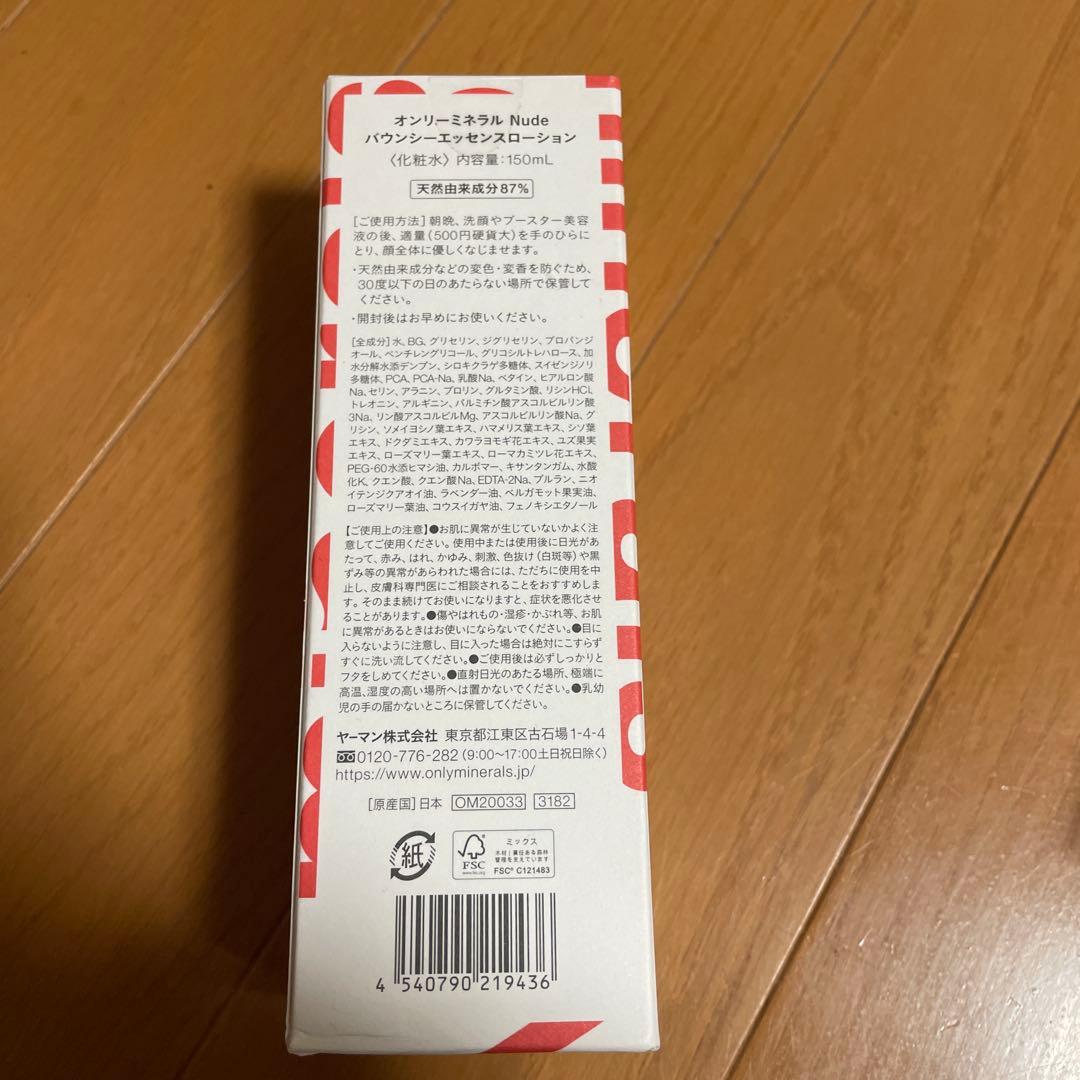 オンリーミネラル Nude
バウンシーエッセンスローション
〈化粧水〉内容量:150mL
天然由来成分87%
[ご使用方法]朝晩、洗顔やブースター美容
液の後、適量(500円硬貨大)を手のひらに
とり、顔全体に優しくなじませます。
・天然由来成分などの変色・変香を防ぐため、
30度以下の日のあたらない場所で保管して
ください。
・開封後はお早めにお使いください。
[全成分]水、BG、グリセリン、ジグリセリン、プロパンジ
オール、ペンチレングリコール、グリコシルトレハロース、加
水分解水添デンプン、シロキクラゲ多糖体、スイゼンジノリ
多糖体、PCA、PCA-Na、乳酸Na、ベタイン、ヒアルロン酸
Na、セリン、アラニン、プロリン、グルタミン酸、リシンHCl、
トレオニン、アルギニン、パルミチン酸アスコルビルリン酸
3Na、リン酸アスコルビルMg、アスコルビルリン酸Na、グ
リシン、ソメイヨシノ葉エキス、ハマメリス葉エキス、シソ葉
エキス、ドクダミエキス、カワラヨモギ花エキス、ユズ果実
エキス、ローズマリー葉エキス、ローマカミツレ花エキス、
PEG-60水添ヒマシ油、カルボマー、キサンタンガム、水酸
化K、クエン酸、クエン酸Na、EDTA-2Na、プルラン、ニオ
イテンジクアオイ油、ラベンダー油、ベルガモット果実油、
ローズマリー葉油、コウスイガヤ油、フェノキシエタノール
【ご使用上の注意】●お肌に異常が生じていないかよく注
意してご使用ください。使用中または使用後に日光があ
たって、赤み、はれ、かゆみ、刺激、色抜け(白斑等)や黒
ずみ等の異常があらわれた場合には、ただちに使用を中
止し、皮膚科専門医にご相談されることをおすすめしま
す。そのまま続けてお使いになりますと、症状を悪化させ
ることがあります。●傷やはれもの・湿疹・かぶれ等、お肌
に異常があるときはお使いにならないでください。●目に
入らないように注意し、目に入った場合は絶対にこすらず
すぐに洗い流してください。●ご使用後は必ずしっかりと
フタをしめてください。●直射日光のあたる場所、極端に
高温、湿度の高い場所へは置かないでください。●乳幼
児の手の届かないところに保管してください。
ヤーマン株式会社 東京都江東区古石場1-4-4
0120-776-282(9:00〜17:00土日祝日除く)
https://www.onlyminerals.jp/
[原産国]日本 OM20033 3182
紙
FSC
www.fsc.org
ミックス
木材|責任ある森林
管理を支えています
FSC® C121483
4 540790 219436